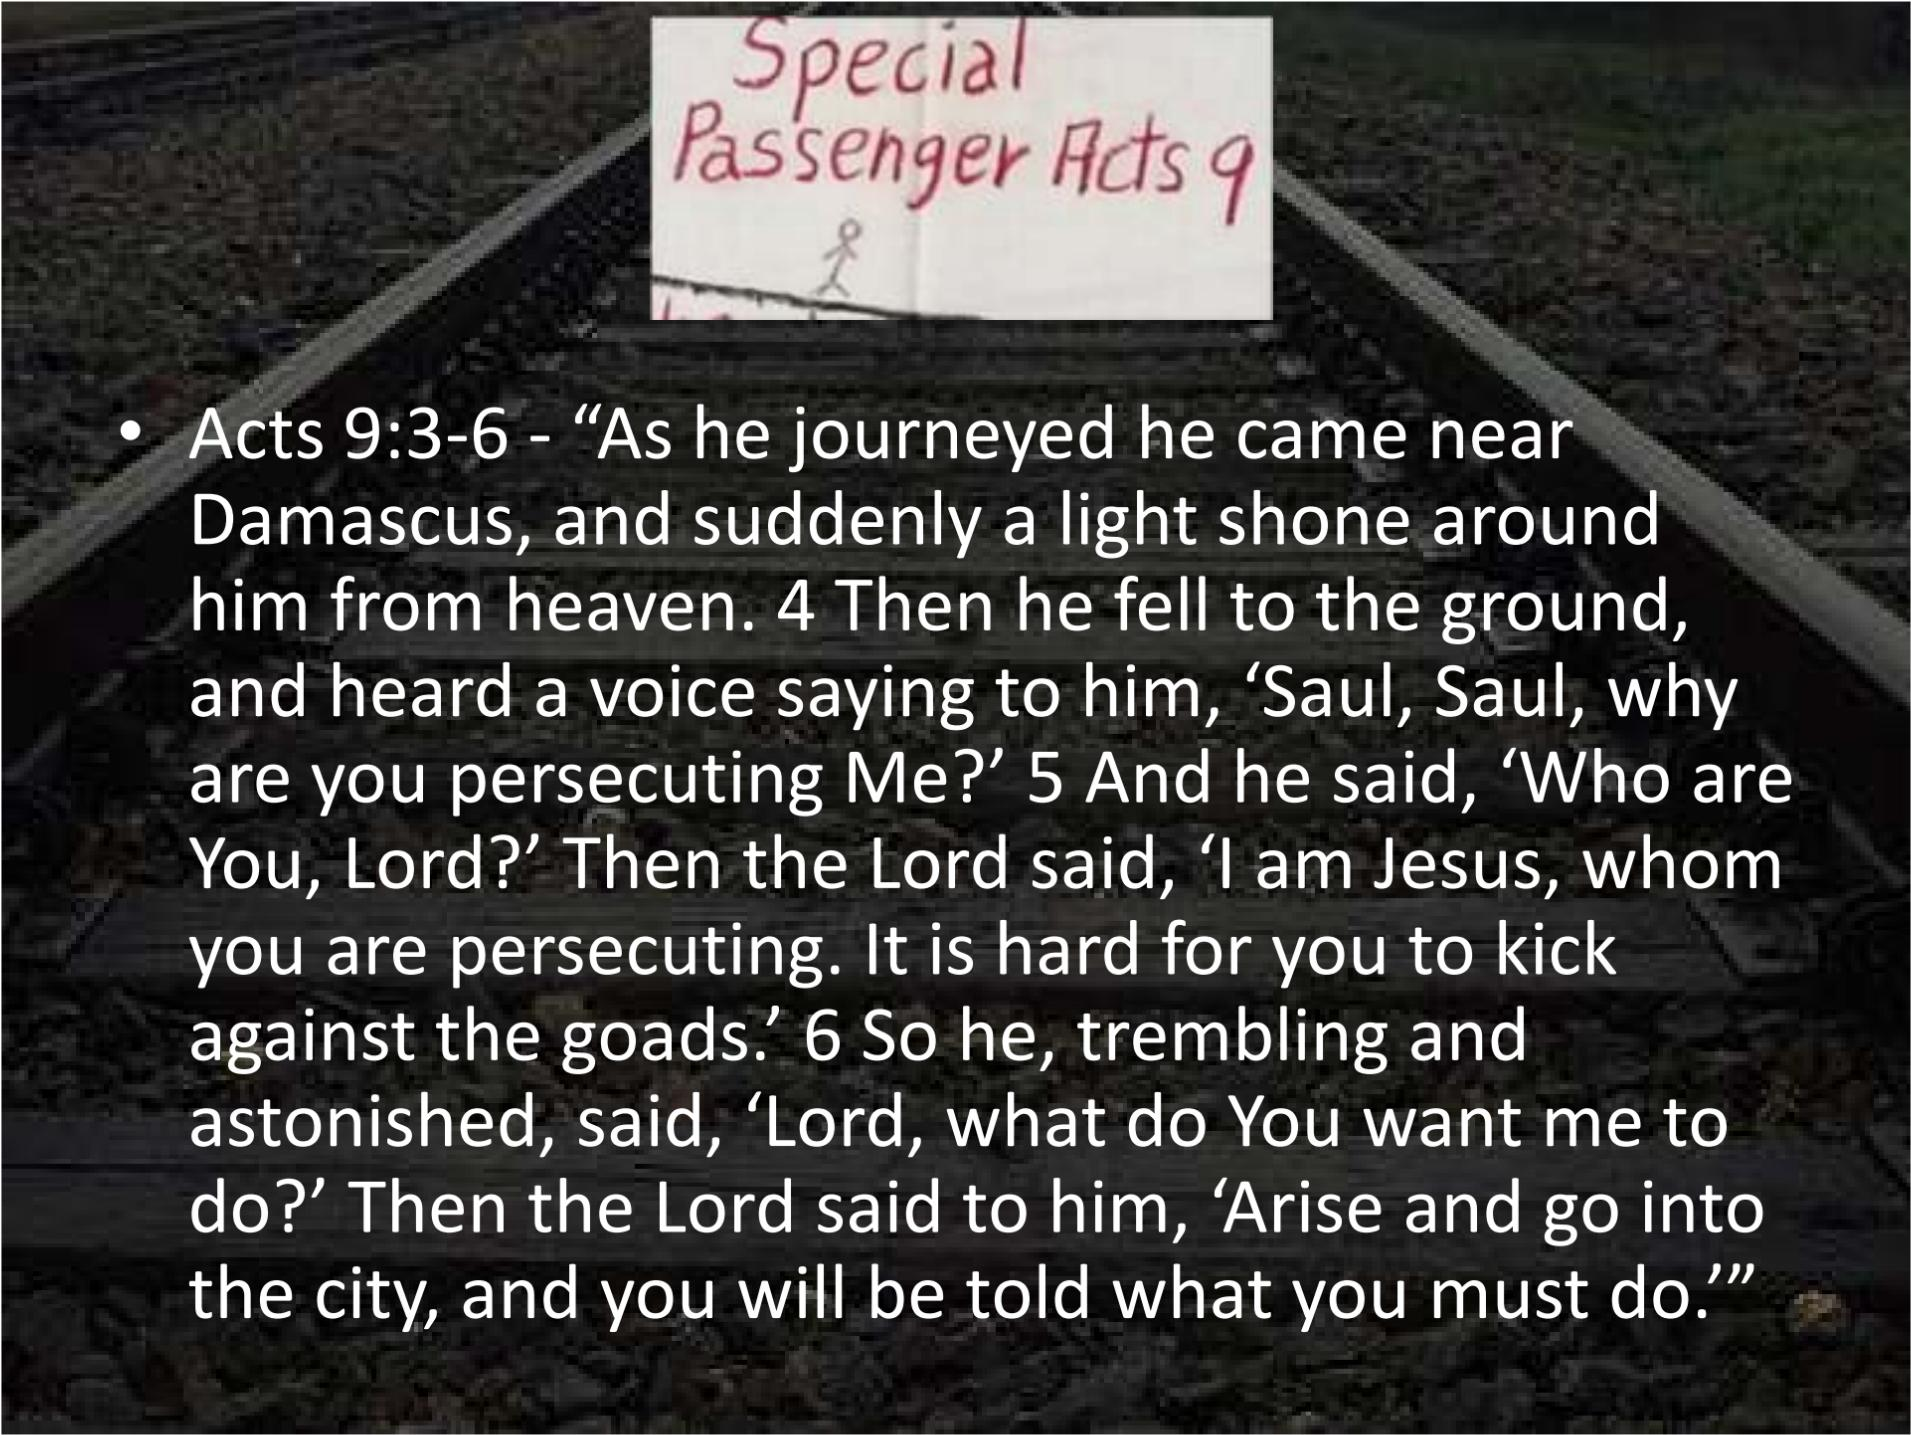 Special
Passenger Acts 9
• Acts 9:3-6 - “As he journeyed he came near
Damascus, and suddenly a light shone around
him from heaven. 4 Then he fell to the ground,
and heard a voice saying to him, ‘Saul, Saul, why
are you persecuting Me?’ 5 And he said, ‘Who are
You, Lord?’ Then the Lord said, ‘I am Jesus, whom
you are persecuting. It is hard for you to kick
against the goads.’ 6 So he, trembling and
astonished, said, ‘Lord, what do You want me to
do?’ Then the Lord said to him, ‘Arise and go into
the city, and you will be told what you must do.’”